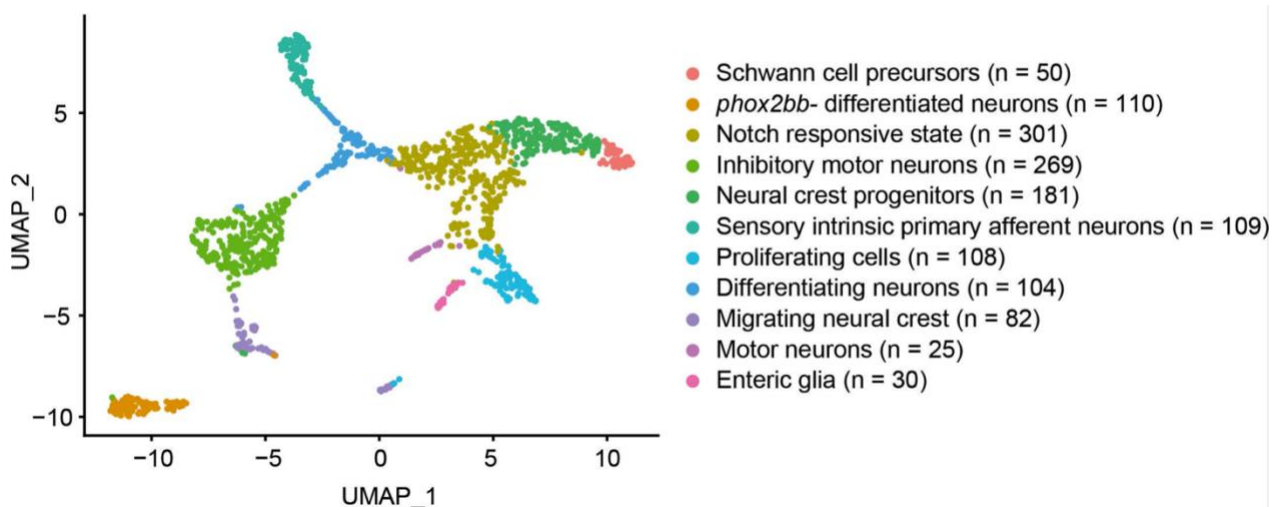 UMAP_2
5
0
−5
−10
−10
−5
0
5
10
UMAP_1
Schwann cell precursors (n = 50)
phox2bb- differentiated neurons (n = 110)
Notch responsive state (n = 301)
Inhibitory motor neurons (n = 269)
Neural crest progenitors (n = 181)
Sensory intrinsic primary afferent neurons (n = 109)
Proliferating cells (n = 108)
Differentiating neurons (n = 104)
Migrating neural crest (n = 82)
Motor neurons (n = 25)
Enteric glia (n = 30)